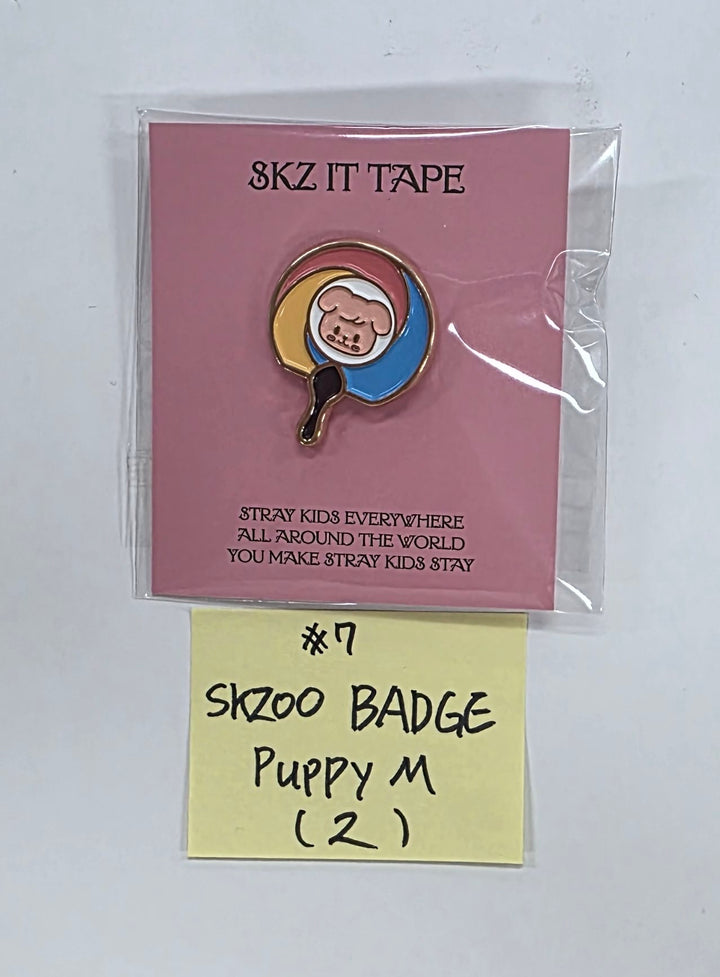 SKZ IT TAPE
STRAY KIDS EVERYWHERE
ALL AROUND THE WORLD
YOU MAKE STRAY KIDS STAY
#7
SKZOO BADGE
Puppy M
(2)